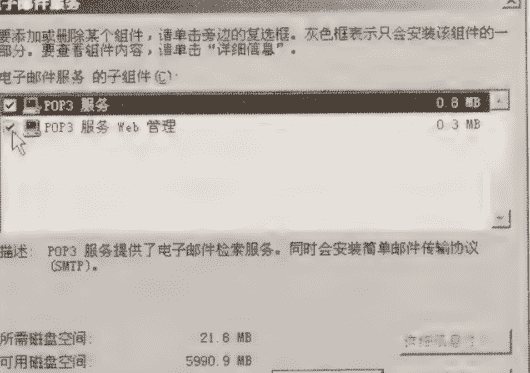 电子邮件服务
要添加或删除某个组件，请单击旁边的复选框。灰色框表示只会安装该组件的一
部分。要查看组件内容，请单击“详细信息”。
电子邮件服务 的子组件(C):
POP3 服务 0.8 MB
POP3 服务 Web 管理 0.3 MB
描述: POP3 服务提供了电子邮件检索服务。同时会安装简单邮件传输协议
(SMTP)。
所需磁盘空间: 21.8 MB
详细信息
可用磁盘空间: 5990.9 MB